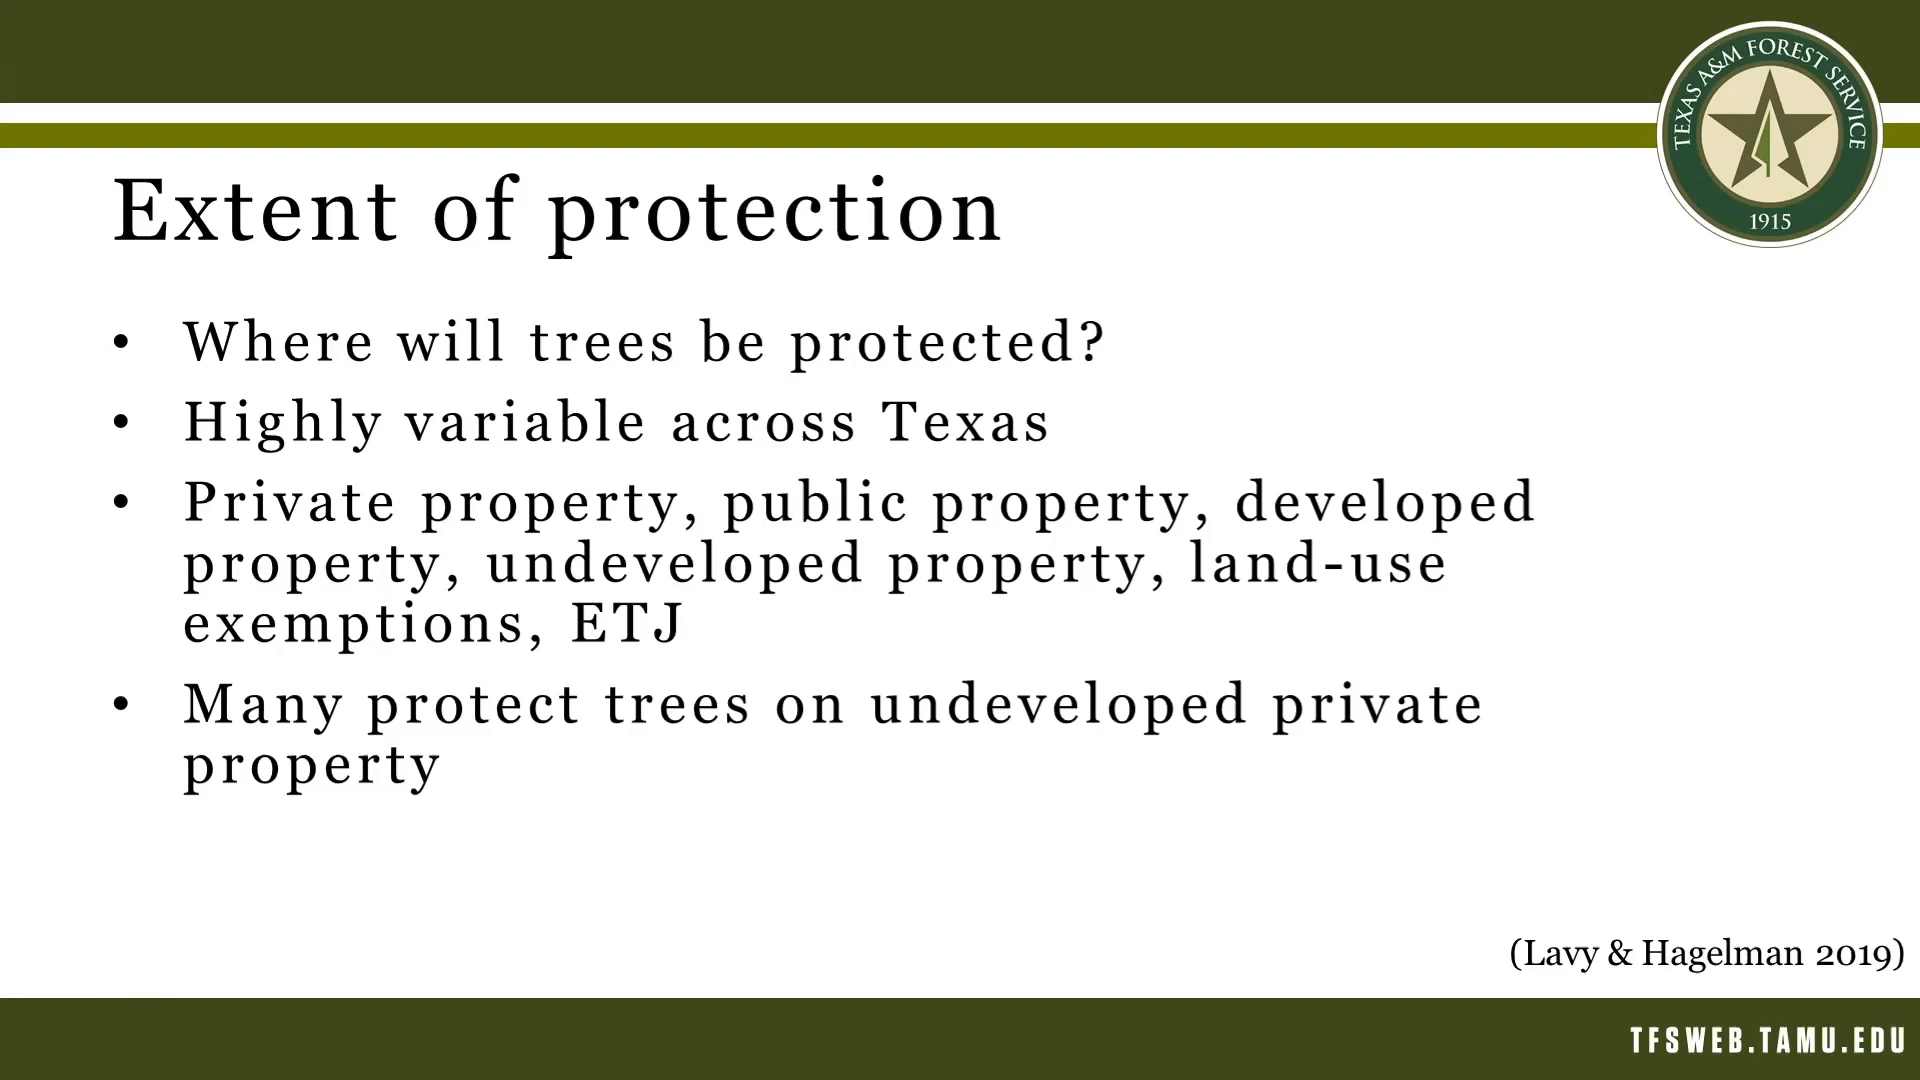 TEXAS A&M FOREST SERVICE
1915
Extent of protection
• Where will trees be protected?
• Highly variable across Texas
• Private property, public property, developed
property, undeveloped property, land-use
exemptions, ETJ
• Many protect trees on undeveloped private
property
(Lavy & Hagelman 2019)
TFSWEB.TAMU.EDU